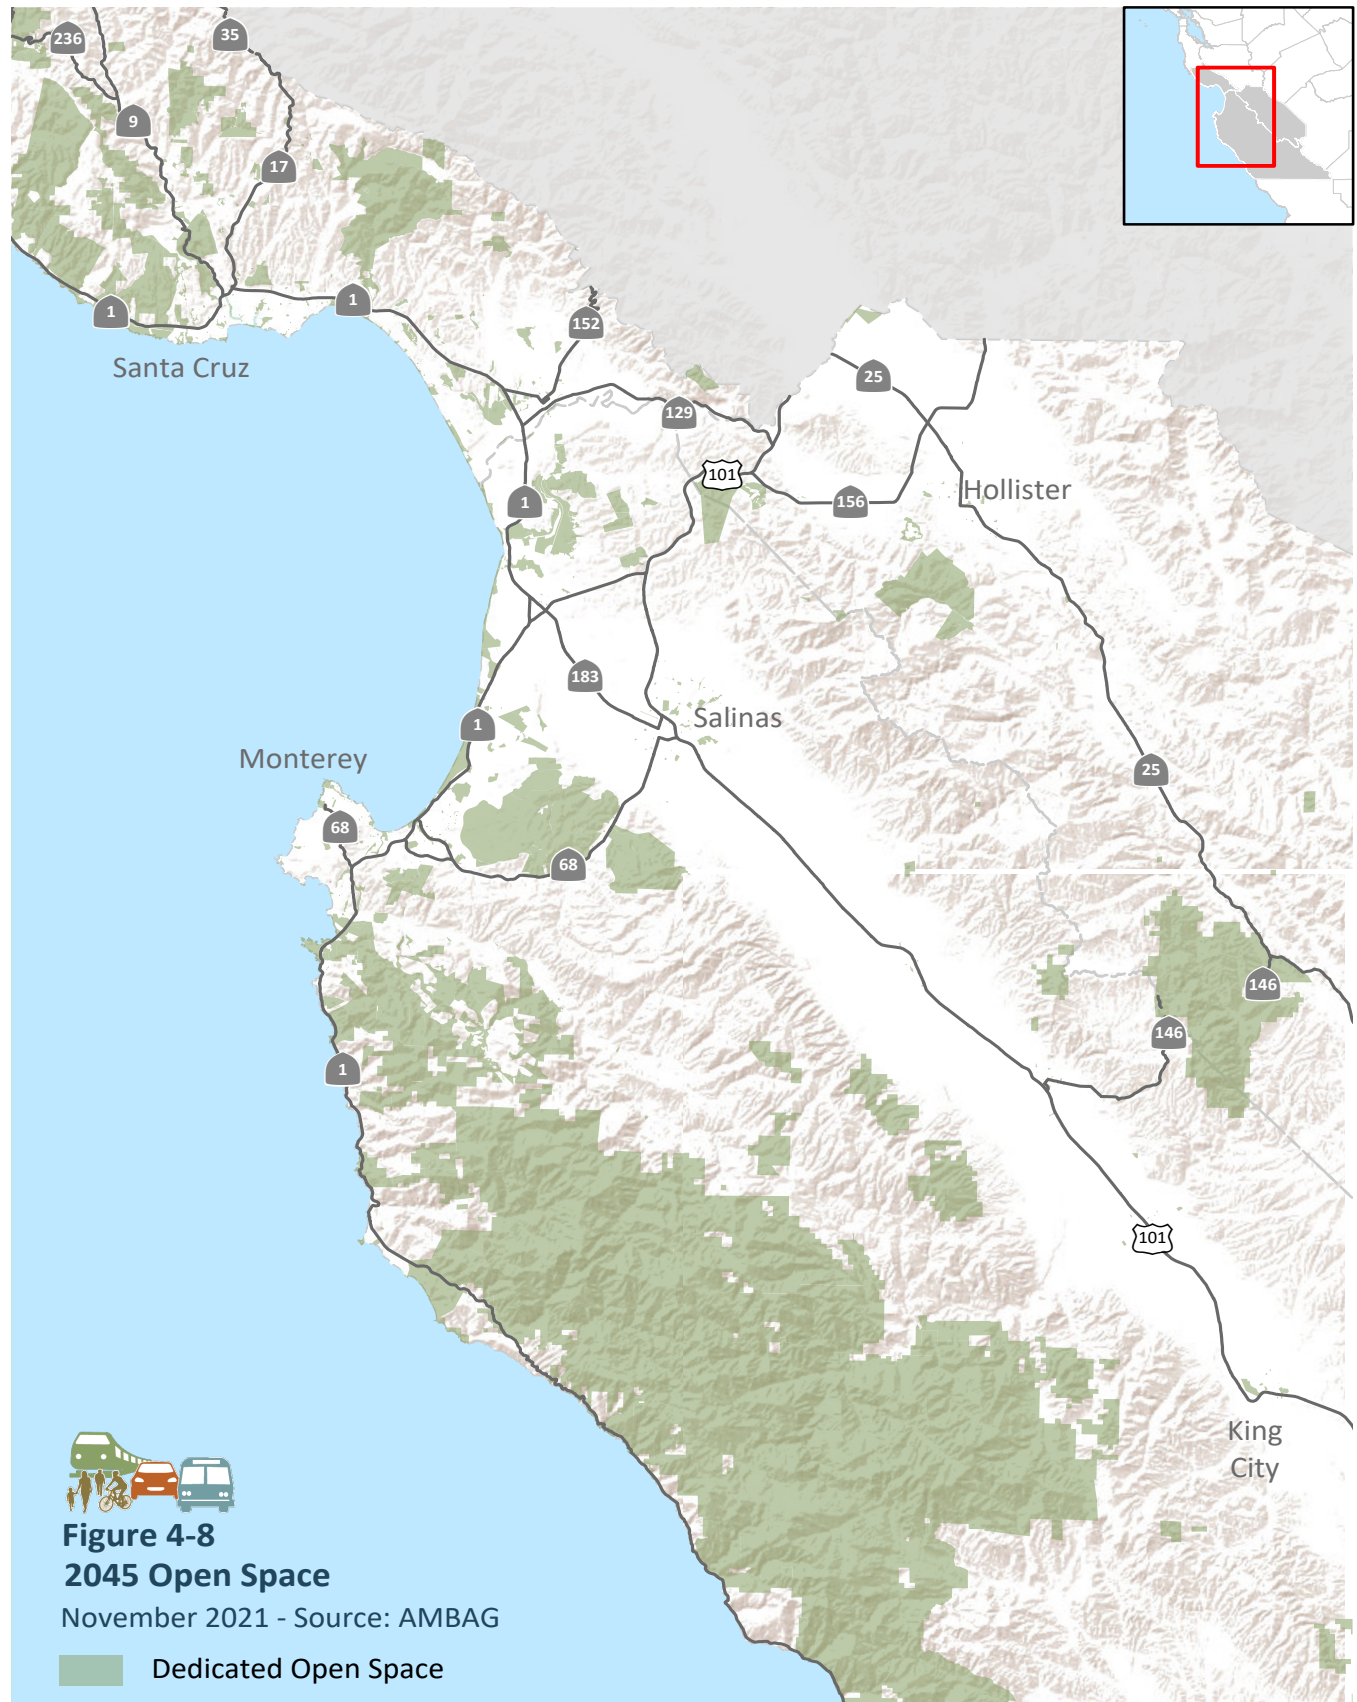 236
35
9
17
1
1
152
Santa Cruz
25
129
101
1
156
Hollister
183
Salinas
1
Monterey
25
68
68
146
146
1
101
King
City
Figure 4-8
2045 Open Space
November 2021 - Source: AMBAG
Dedicated Open Space